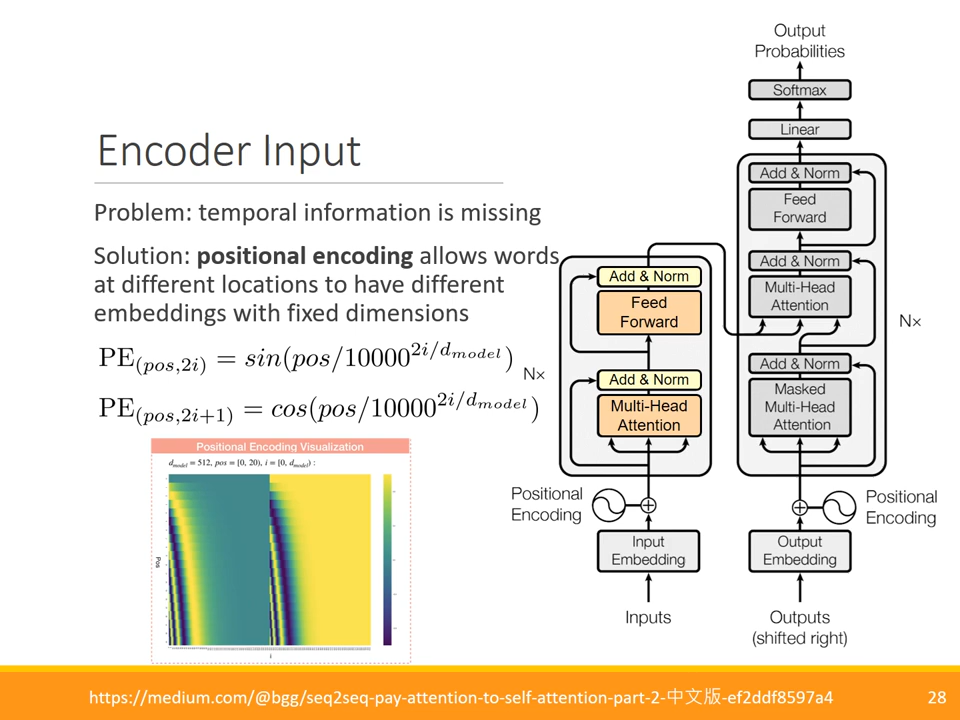 Encoder Input
Problem: temporal information is missing
Solution: positional encoding allows words
at different locations to have different
embeddings with fixed dimensions
PE(pos,2i) = sin(pos/10000^2i/d_model)
PE(pos,2i+1) = cos(pos/10000^2i/d_model)
Positional Encoding Visualization
d_model = 512, pos = [0, 20), i = [0, d_model) :
Pos
i
Output
Probabilities
Softmax
Linear
Add & Norm
Feed
Forward
Add & Norm
Multi-Head
Attention
Add & Norm
Masked
Multi-Head
Attention
N×
Add & Norm
Feed
Forward
Add & Norm
Multi-Head
Attention
N×
Positional
Encoding
Positional
Encoding
Input
Embedding
Output
Embedding
Inputs
Outputs
(shifted right)
https://medium.com/@bgg/seq2seq-pay-attention-to-self-attention-part-2-中文版-ef2ddf8597a4
28